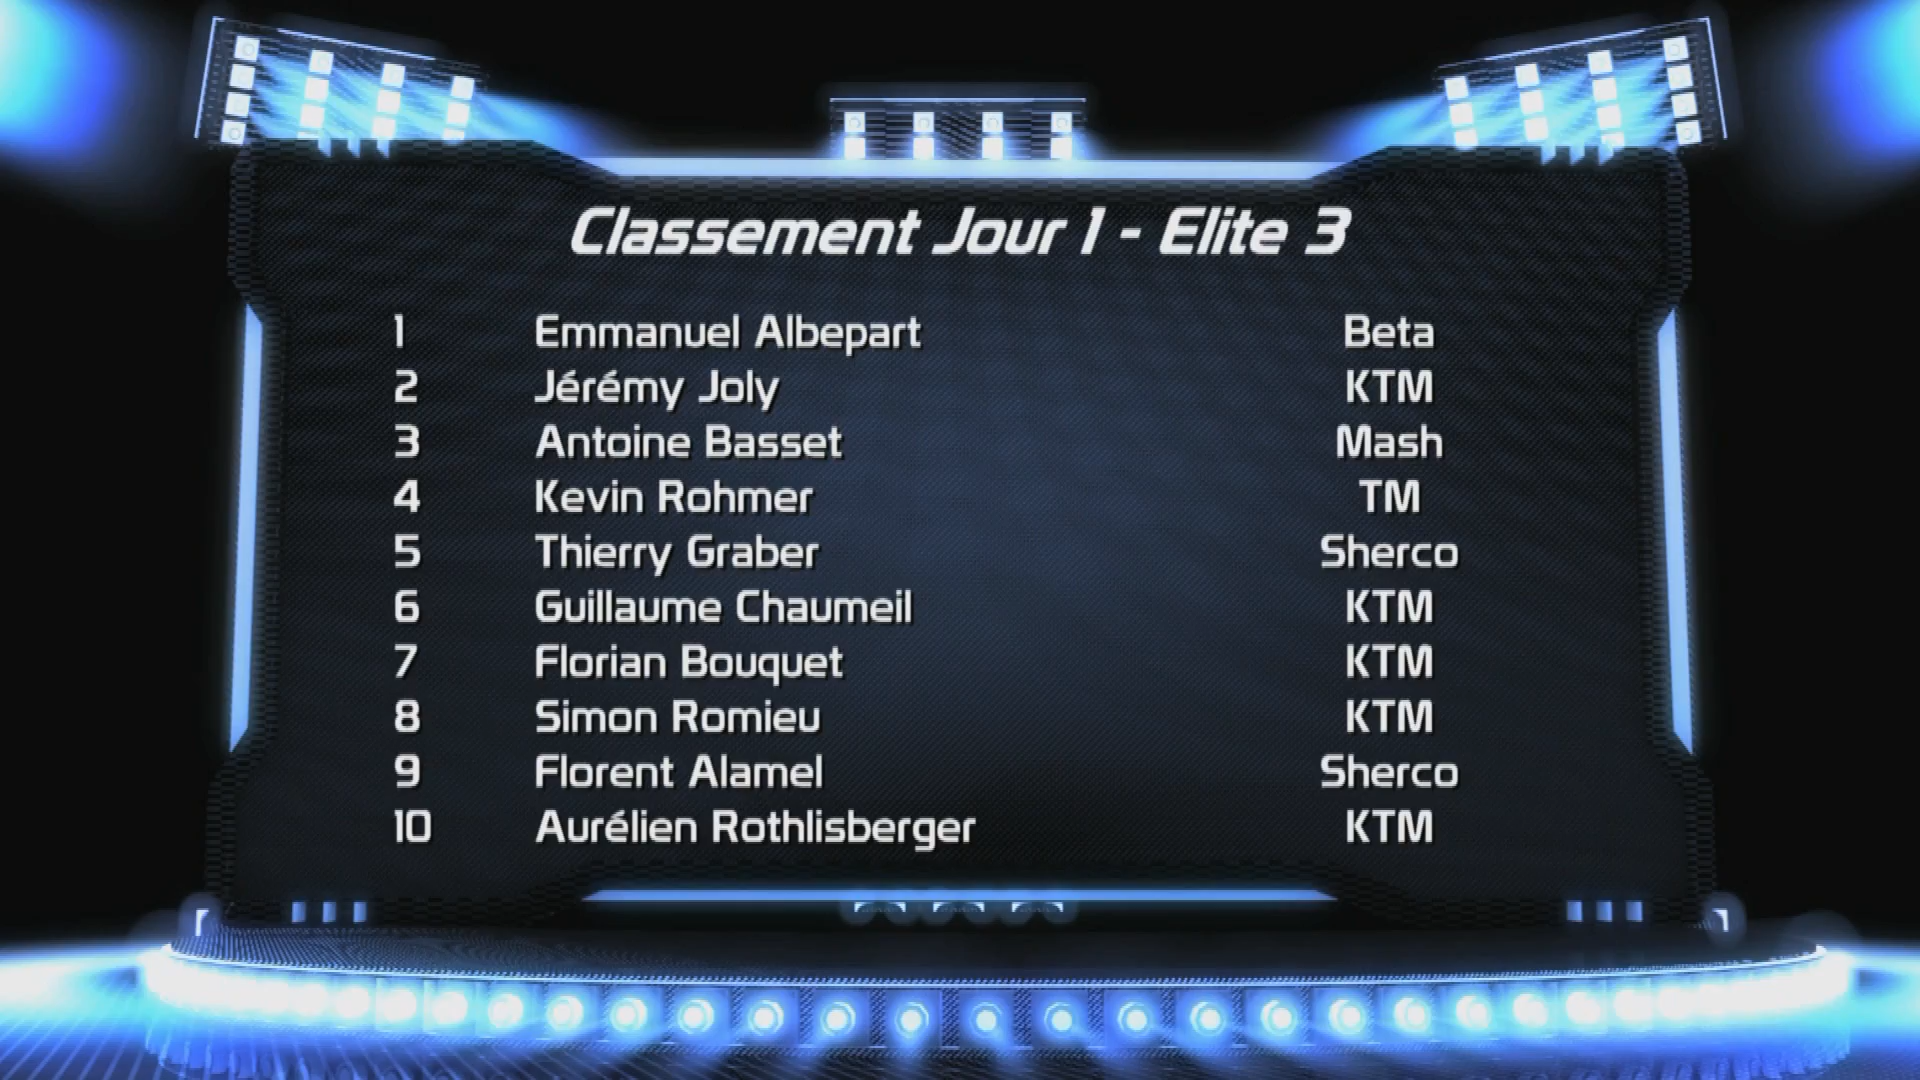 Classement Jour 1 - Elite 3
1 Emmanuel Albepart Beta
2 Jérémy Joly KTM
3 Antoine Basset Mash
4 Kevin Rohmer TM
5 Thierry Graber Sherco
6 Guillaume Chaumeil KTM
7 Florian Bouquet KTM
8 Simon Romieu KTM
9 Florent Alamel Sherco
10 Aurélien Rothlisberger KTM